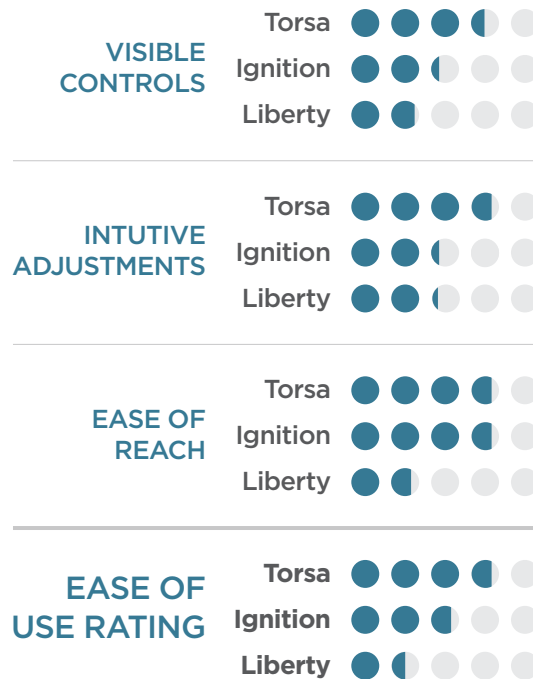 Torsa
VISIBLE
CONTROLS
Ignition
Liberty
Torsa
INTUTIVE
ADJUSTMENTS
Ignition
Liberty
Torsa
EASE OF
REACH
Ignition
Liberty
Torsa
EASE OF
USE RATING
Ignition
Liberty